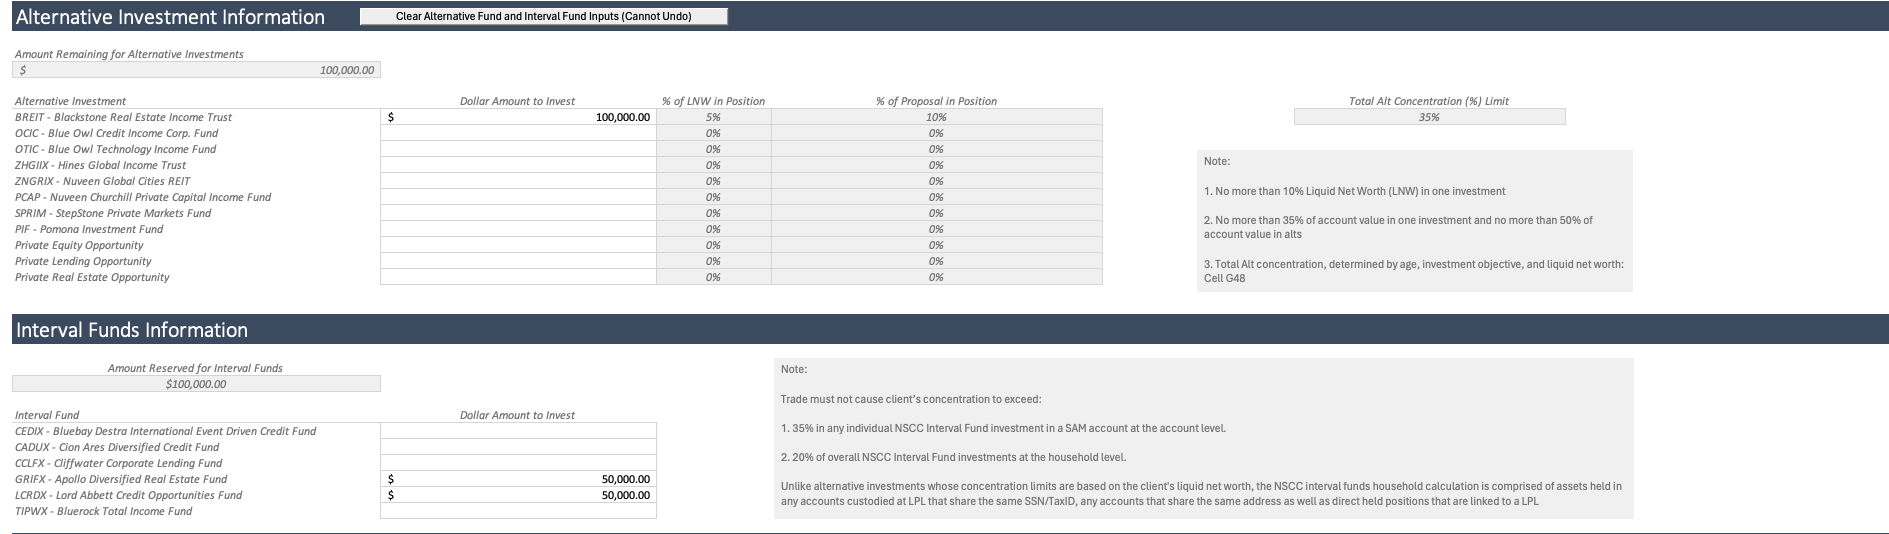 Alternative Investment Information
Clear Alternative Fund and Interval Fund Inputs (Cannot Undo)
Amount Remaining for Alternative Investments
$ 100,000.00
Alternative Investment Dollar Amount to Invest % of LNW in Position % of Proposal in Position
BREIT - Blackstone Real Estate Income Trust $ 100,000.00 5% 10%
OCIC - Blue Owl Credit Income Corp. Fund 0% 0%
OTIC - Blue Owl Technology Income Fund 0% 0%
ZHGIIX - Hines Global Income Trust 0% 0%
ZNGRIX - Nuveen Global Cities REIT 0% 0%
PCAP - Nuveen Churchill Private Capital Income Fund 0% 0%
SPRIM - StepStone Private Markets Fund 0% 0%
PIF - Pomona Investment Fund 0% 0%
Private Equity Opportunity 0% 0%
Private Lending Opportunity 0% 0%
Private Real Estate Opportunity 0% 0%
Total Alt Concentration (%) Limit
35%
Note:
1. No more than 10% Liquid Net Worth (LNW) in one investment
2. No more than 35% of account value in one investment and no more than 50% of
account value in alts
3. Total Alt concentration, determined by age, investment objective, and liquid net worth:
Cell G48
Interval Funds Information
Amount Reserved for Interval Funds
$100,000.00
Interval Fund Dollar Amount to Invest
CEDIX - Bluebay Destra International Event Driven Credit Fund
CADUX - Cion Ares Diversified Credit Fund
CCLFX - Cliffwater Corporate Lending Fund
GRIFX - Apollo Diversified Real Estate Fund $ 50,000.00
LCRDX - Lord Abbett Credit Opportunities Fund $ 50,000.00
TIPWX - Bluerock Total Income Fund
Note:
Trade must not cause client's concentration to exceed:
1. 35% in any individual NSCC Interval Fund investment in a SAM account at the account level.
2. 20% of overall NSCC Interval Fund investments at the household level.
Unlike alternative investments whose concentration limits are based on the client's liquid net worth, the NSCC interval funds household calculation is comprised of assets held in
any accounts custodied at LPL that share the same SSN/TaxID, any accounts that share the same address as well as direct held positions that are linked to a LPL